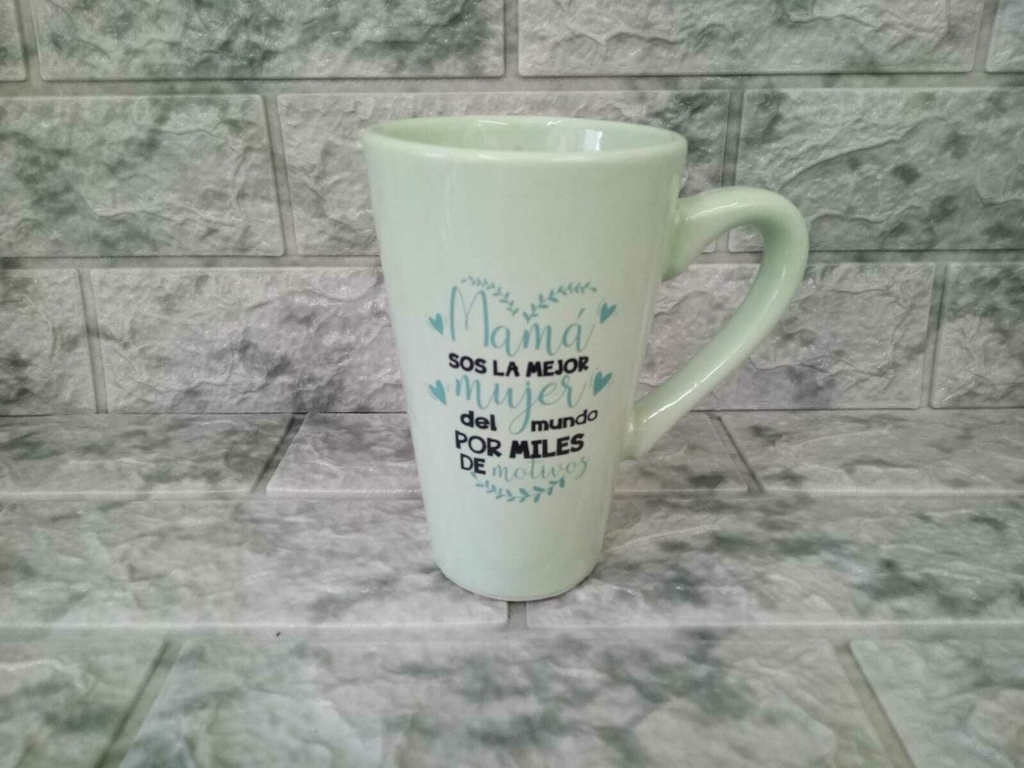 Mamá
SOS LA MEJOR
mujer
del mundo
POR MILES
DE motivos